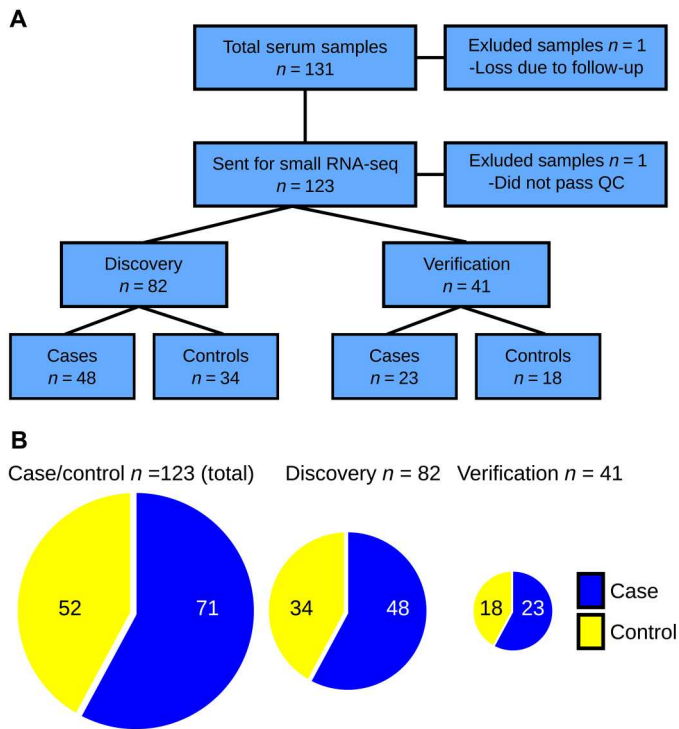 A
Total serum samples
n = 131
Exluded samples n = 1
-Loss due to follow-up
Sent for small RNA-seq
n = 123
Exluded samples n = 1
-Did not pass QC
Discovery
n = 82
Verification
n = 41
Cases
n = 48
Controls
n = 34
Cases
n = 23
Controls
n = 18
B
Case/control n =123 (total)
Discovery n = 82
Verification n = 41
52
71
34
48
18
23
Case
Control